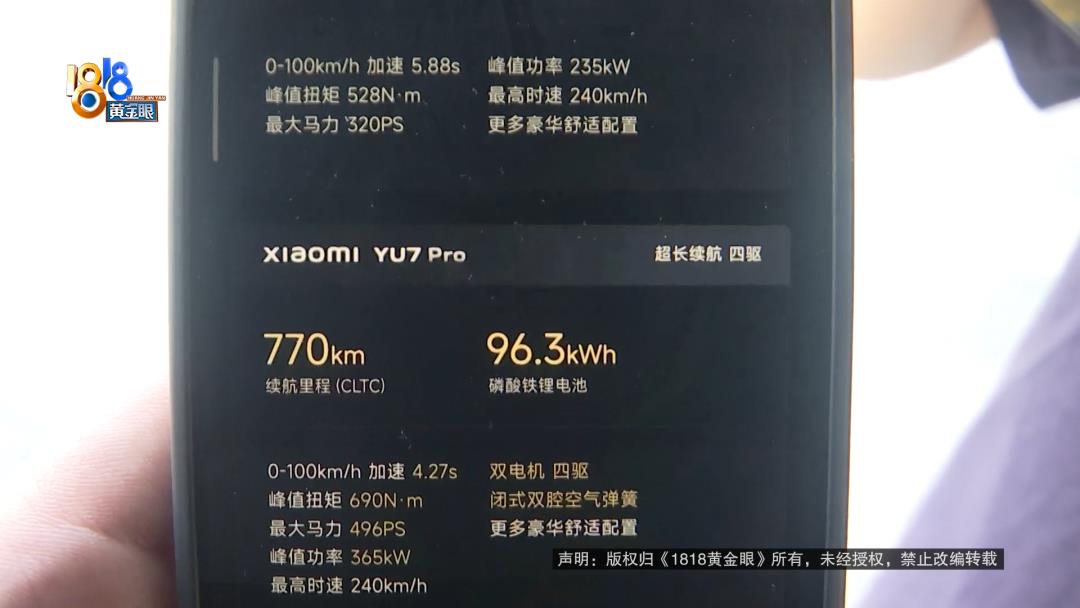 1818
HUANG JIN YAN
黄金眼
0-100km/h 加速 5.88s 峰值功率 235kW
峰值扭矩 528N·m 最高时速 240km/h
最大马力 320PS 更多豪华舒适配置
xiaomi YU7 Pro 超长续航 四驱
770km 96.3kWh
续航里程 (CLTC) 磷酸铁锂电池
0-100km/h 加速 4.27s 双电机 四驱
峰值扭矩 690N·m 闭式双腔空气弹簧
最大马力 496PS 更多豪华舒适配置
峰值功率 365kW
最高时速 240km/h
声明：版权归《1818黄金眼》所有，未经授权，禁止改编转载